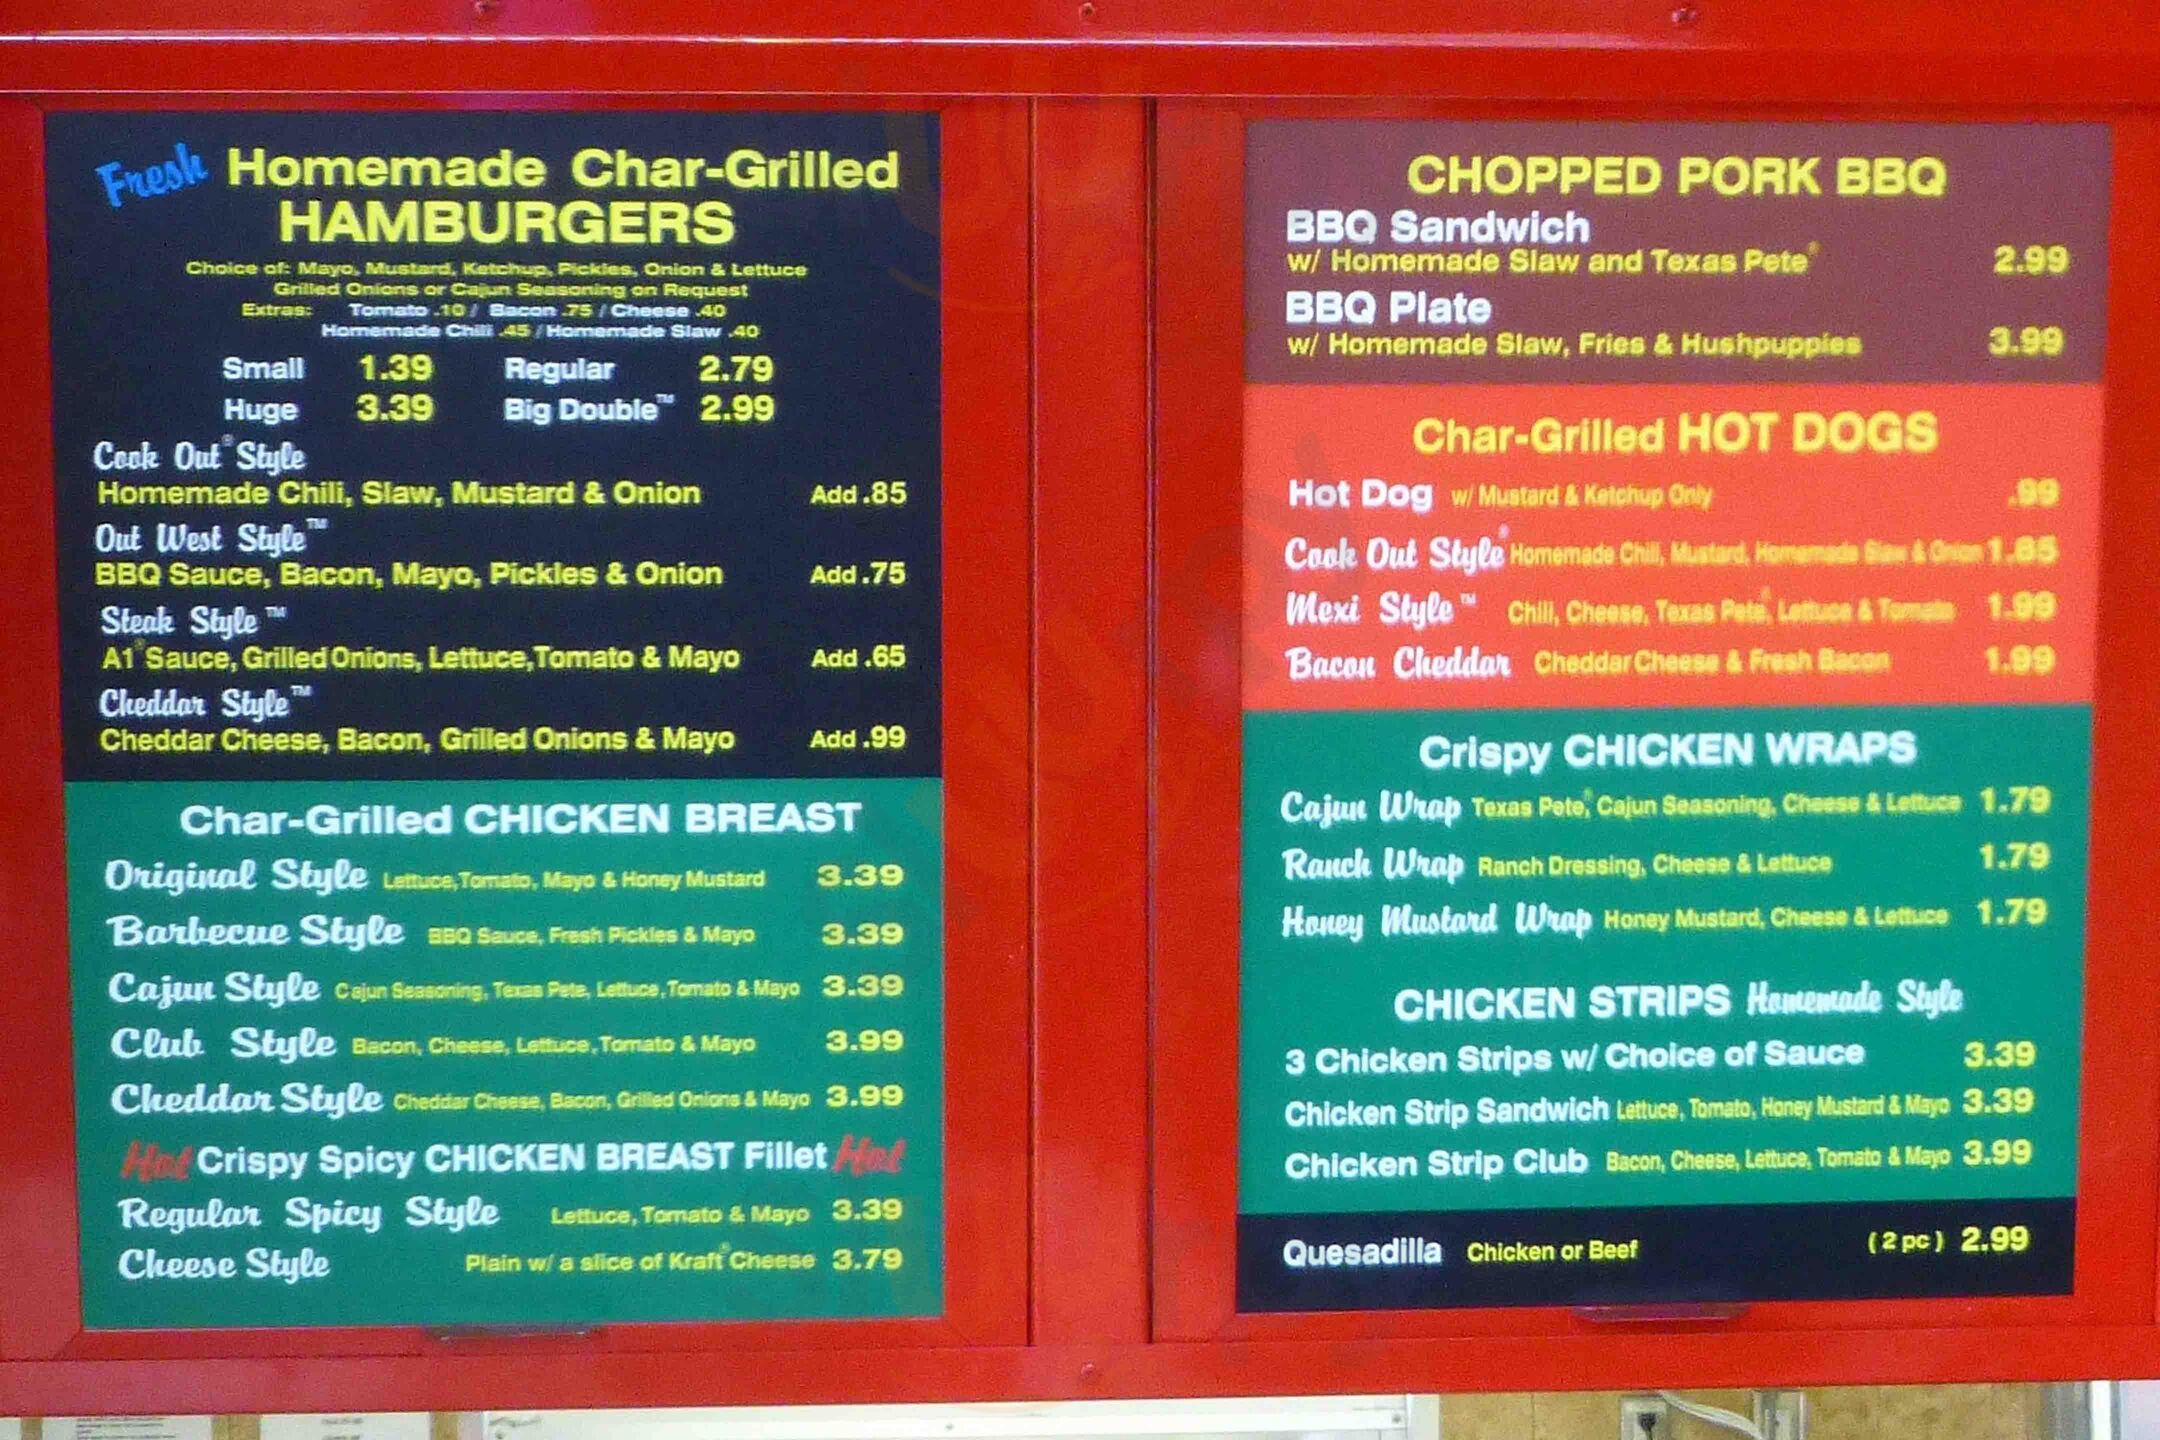 Fresh Homemade Char-Grilled
HAMBURGERS
Choice of: Mayo, Mustard, Ketchup, Pickles, Onion & Lettuce
Grilled Onions or Cajun Seasoning on Request
Extras: Tomato .10 / Bacon .75 / Cheese .40
Homemade Chili .45 / Homemade Slaw .40
Small 1.39 Regular 2.79
Huge 3.39 Big Double™ 2.99
Cook Out® Style
Homemade Chili, Slaw, Mustard & Onion Add .85
Out West Style™
BBQ Sauce, Bacon, Mayo, Pickles & Onion Add .75
Steak Style™
A1® Sauce, Grilled Onions, Lettuce, Tomato & Mayo Add .65
Cheddar Style™
Cheddar Cheese, Bacon, Grilled Onions & Mayo Add .99
Char-Grilled CHICKEN BREAST
Original Style Lettuce, Tomato, Mayo & Honey Mustard 3.39
Barbecue Style BBQ Sauce, Fresh Pickles & Mayo 3.39
Cajun Style Cajun Seasoning, Texas Pete, Lettuce, Tomato & Mayo 3.39
Club Style Bacon, Cheese, Lettuce, Tomato & Mayo 3.99
Cheddar Style Cheddar Cheese, Bacon, Grilled Onions & Mayo 3.99
Hot Crispy Spicy CHICKEN BREAST Fillet Hot
Regular Spicy Style Lettuce, Tomato & Mayo 3.39
Cheese Style Plain w/ a slice of Kraft® Cheese 3.79
CHOPPED PORK BBQ
BBQ Sandwich
w/ Homemade Slaw and Texas Pete® 2.99
BBQ Plate
w/ Homemade Slaw, Fries & Hushpuppies 3.99
Char-Grilled HOT DOGS
Hot Dog w/ Mustard & Ketchup Only .99
Cook Out Style® Homemade Chili, Mustard, Homemade Slaw & Onion 1.85
Mexi Style™ Chili, Cheese, Texas Pete®, Lettuce & Tomato 1.99
Bacon Cheddar Cheddar Cheese & Fresh Bacon 1.99
Crispy CHICKEN WRAPS
Cajun Wrap Texas Pete®, Cajun Seasoning, Cheese & Lettuce 1.79
Ranch Wrap Ranch Dressing, Cheese & Lettuce 1.79
Honey Mustard Wrap Honey Mustard, Cheese & Lettuce 1.79
CHICKEN STRIPS Homemade Style
3 Chicken Strips w/ Choice of Sauce 3.39
Chicken Strip Sandwich Lettuce, Tomato, Honey Mustard & Mayo 3.39
Chicken Strip Club Bacon, Cheese, Lettuce, Tomato & Mayo 3.99
Quesadilla Chicken or Beef (2 pc) 2.99